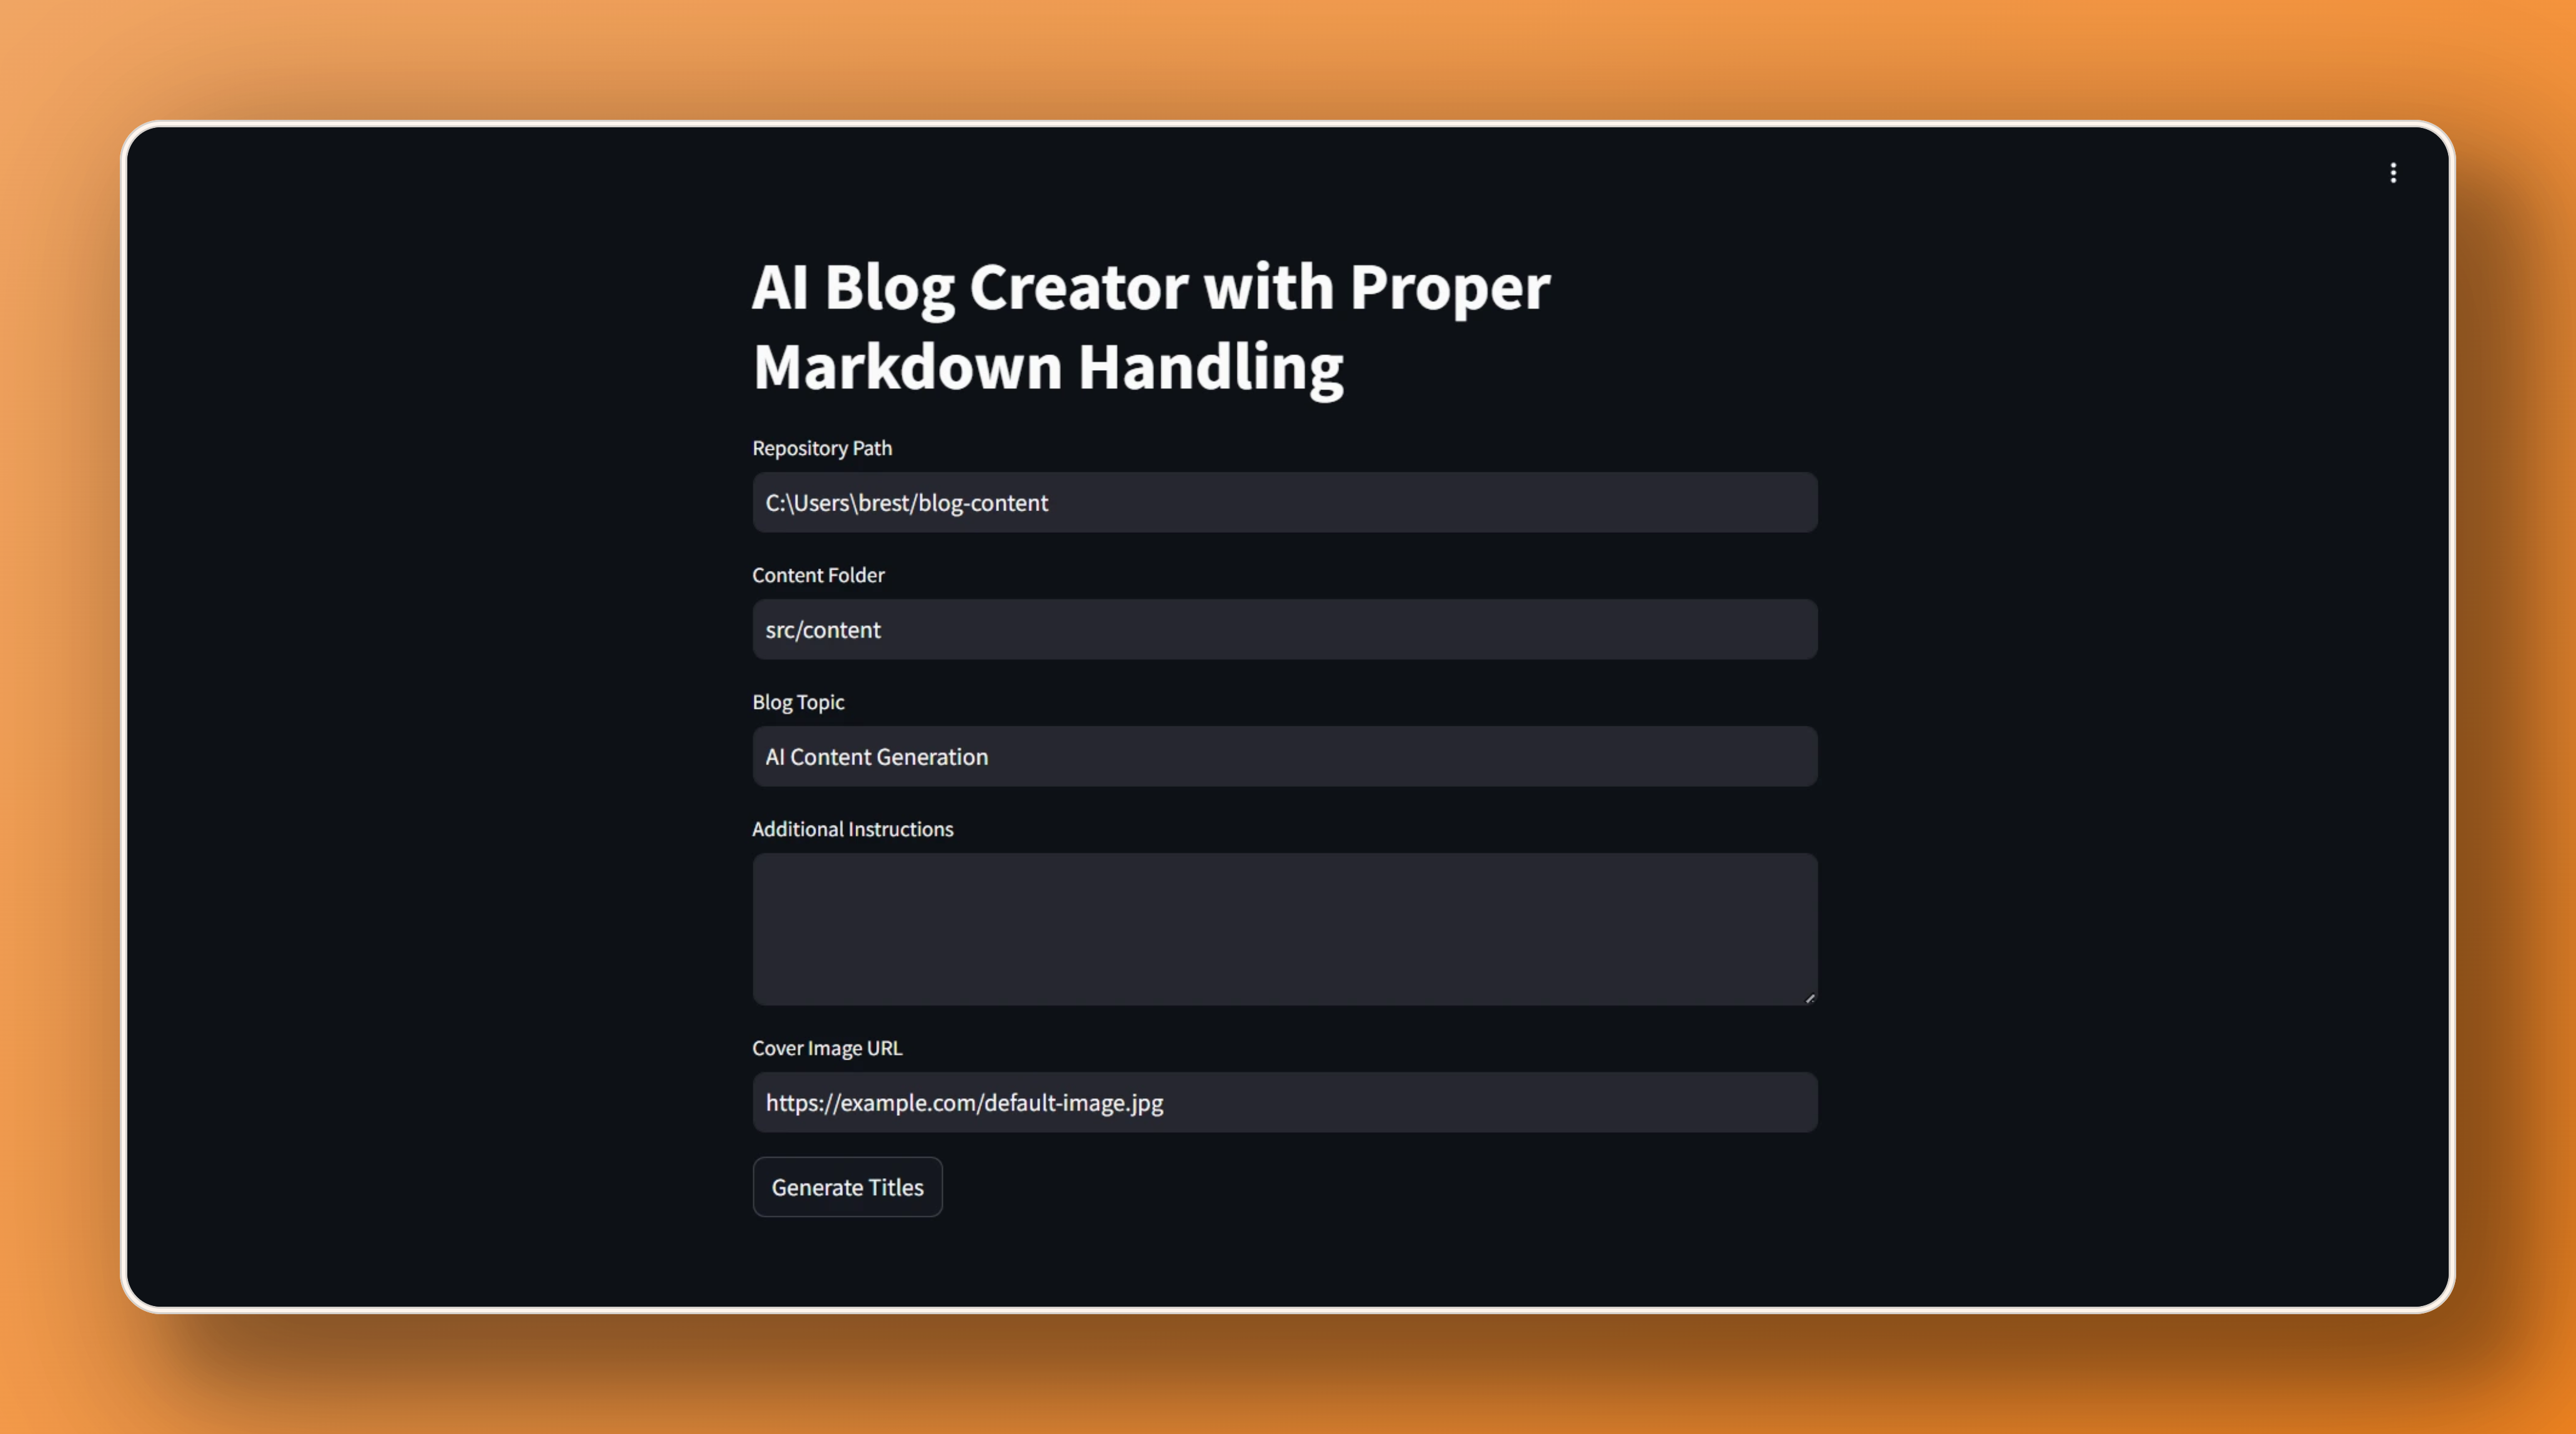 AI Blog Creator with Proper
Markdown Handling
Repository Path
C:\Users\brest/blog-content
Content Folder
src/content
Blog Topic
AI Content Generation
Additional Instructions
Cover Image URL
https://example.com/default-image.jpg
Generate Titles